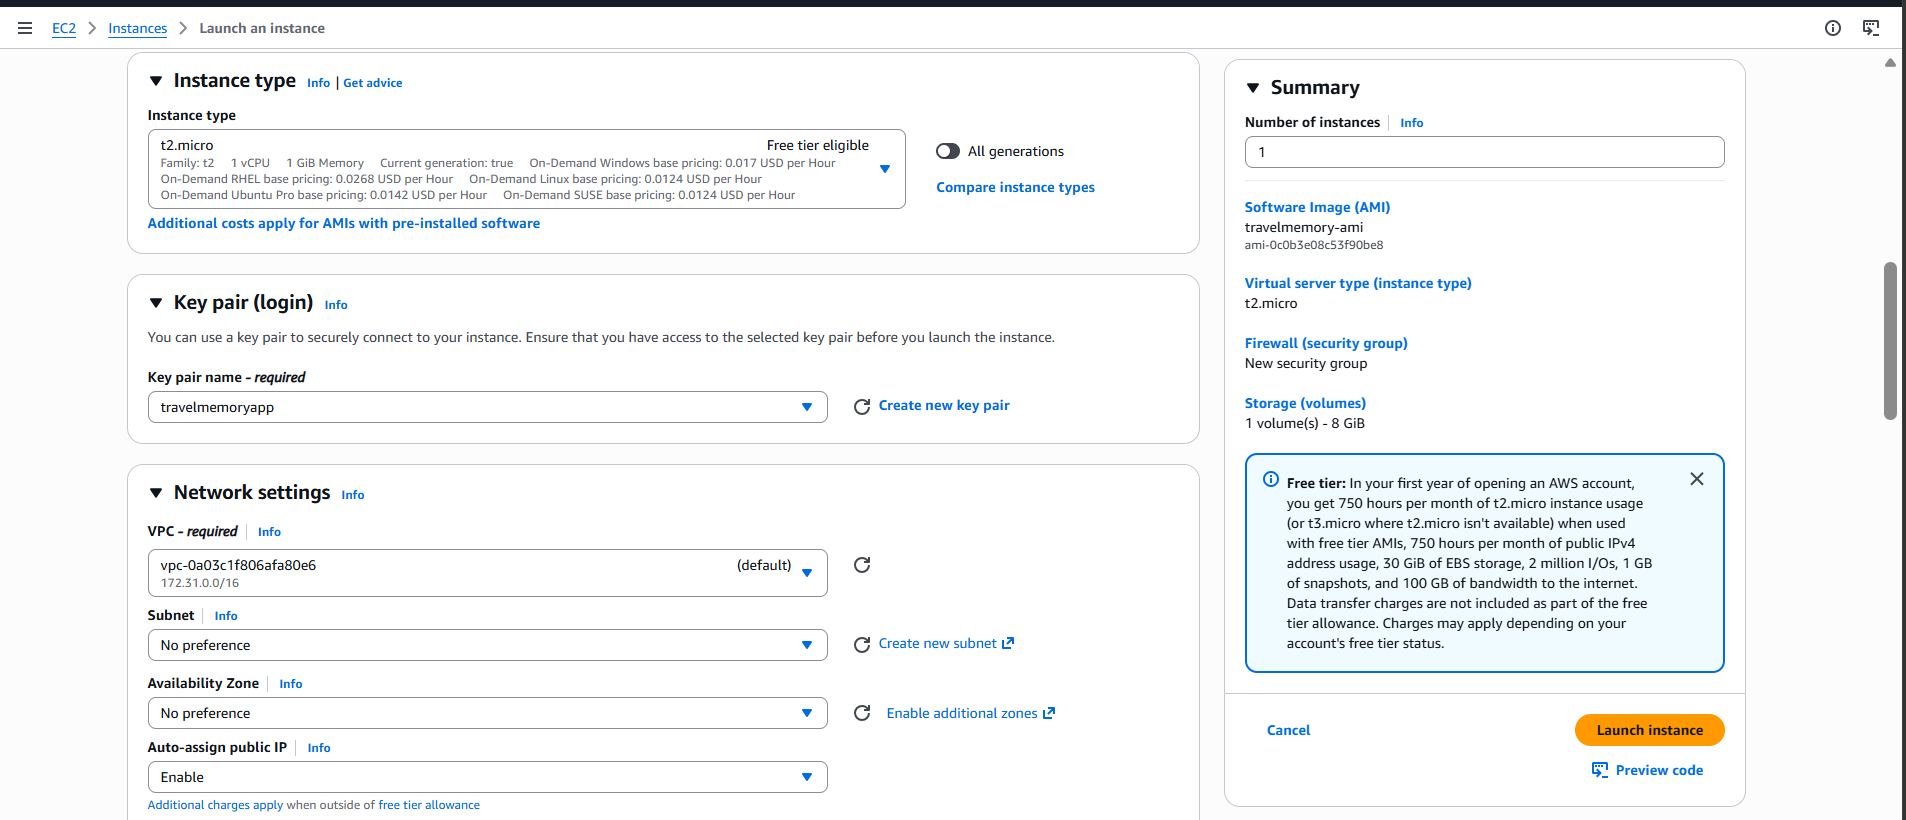 EC2 > Instances > Launch an instance
Instance type Info | Get advice
Instance type
t2.micro Free tier eligible
Family: t2 1 vCPU 1 GiB Memory Current generation: true On-Demand Windows base pricing: 0.017 USD per Hour
On-Demand RHEL base pricing: 0.0268 USD per Hour On-Demand Linux base pricing: 0.0124 USD per Hour
On-Demand Ubuntu Pro base pricing: 0.0142 USD per Hour On-Demand SUSE base pricing: 0.0124 USD per Hour
All generations
Compare instance types
Additional costs apply for AMIs with pre-installed software
Key pair (login) Info
You can use a key pair to securely connect to your instance. Ensure that you have access to the selected key pair before you launch the instance.
Key pair name - required
travelmemoryapp
Create new key pair
Network settings Info
VPC - required Info
vpc-0a03c1f806afa80e6 (default)
172.31.0.0/16
Subnet Info
No preference
Create new subnet
Availability Zone Info
No preference
Enable additional zones
Auto-assign public IP Info
Enable
Additional charges apply when outside of free tier allowance
Summary
Number of instances Info
1
Software Image (AMI)
travelmemory-ami
ami-0c0b3e08c53f90be8
Virtual server type (instance type)
t2.micro
Firewall (security group)
New security group
Storage (volumes)
1 volume(s) - 8 GiB
Free tier: In your first year of opening an AWS account,
you get 750 hours per month of t2.micro instance usage
(or t3.micro where t2.micro isn't available) when used
with free tier AMIs, 750 hours per month of public IPv4
address usage, 30 GiB of EBS storage, 2 million I/Os, 1 GB
of snapshots, and 100 GB of bandwidth to the internet.
Data transfer charges are not included as part of the free
tier allowance. Charges may apply depending on your
account's free tier status.
Cancel
Launch instance
Preview code